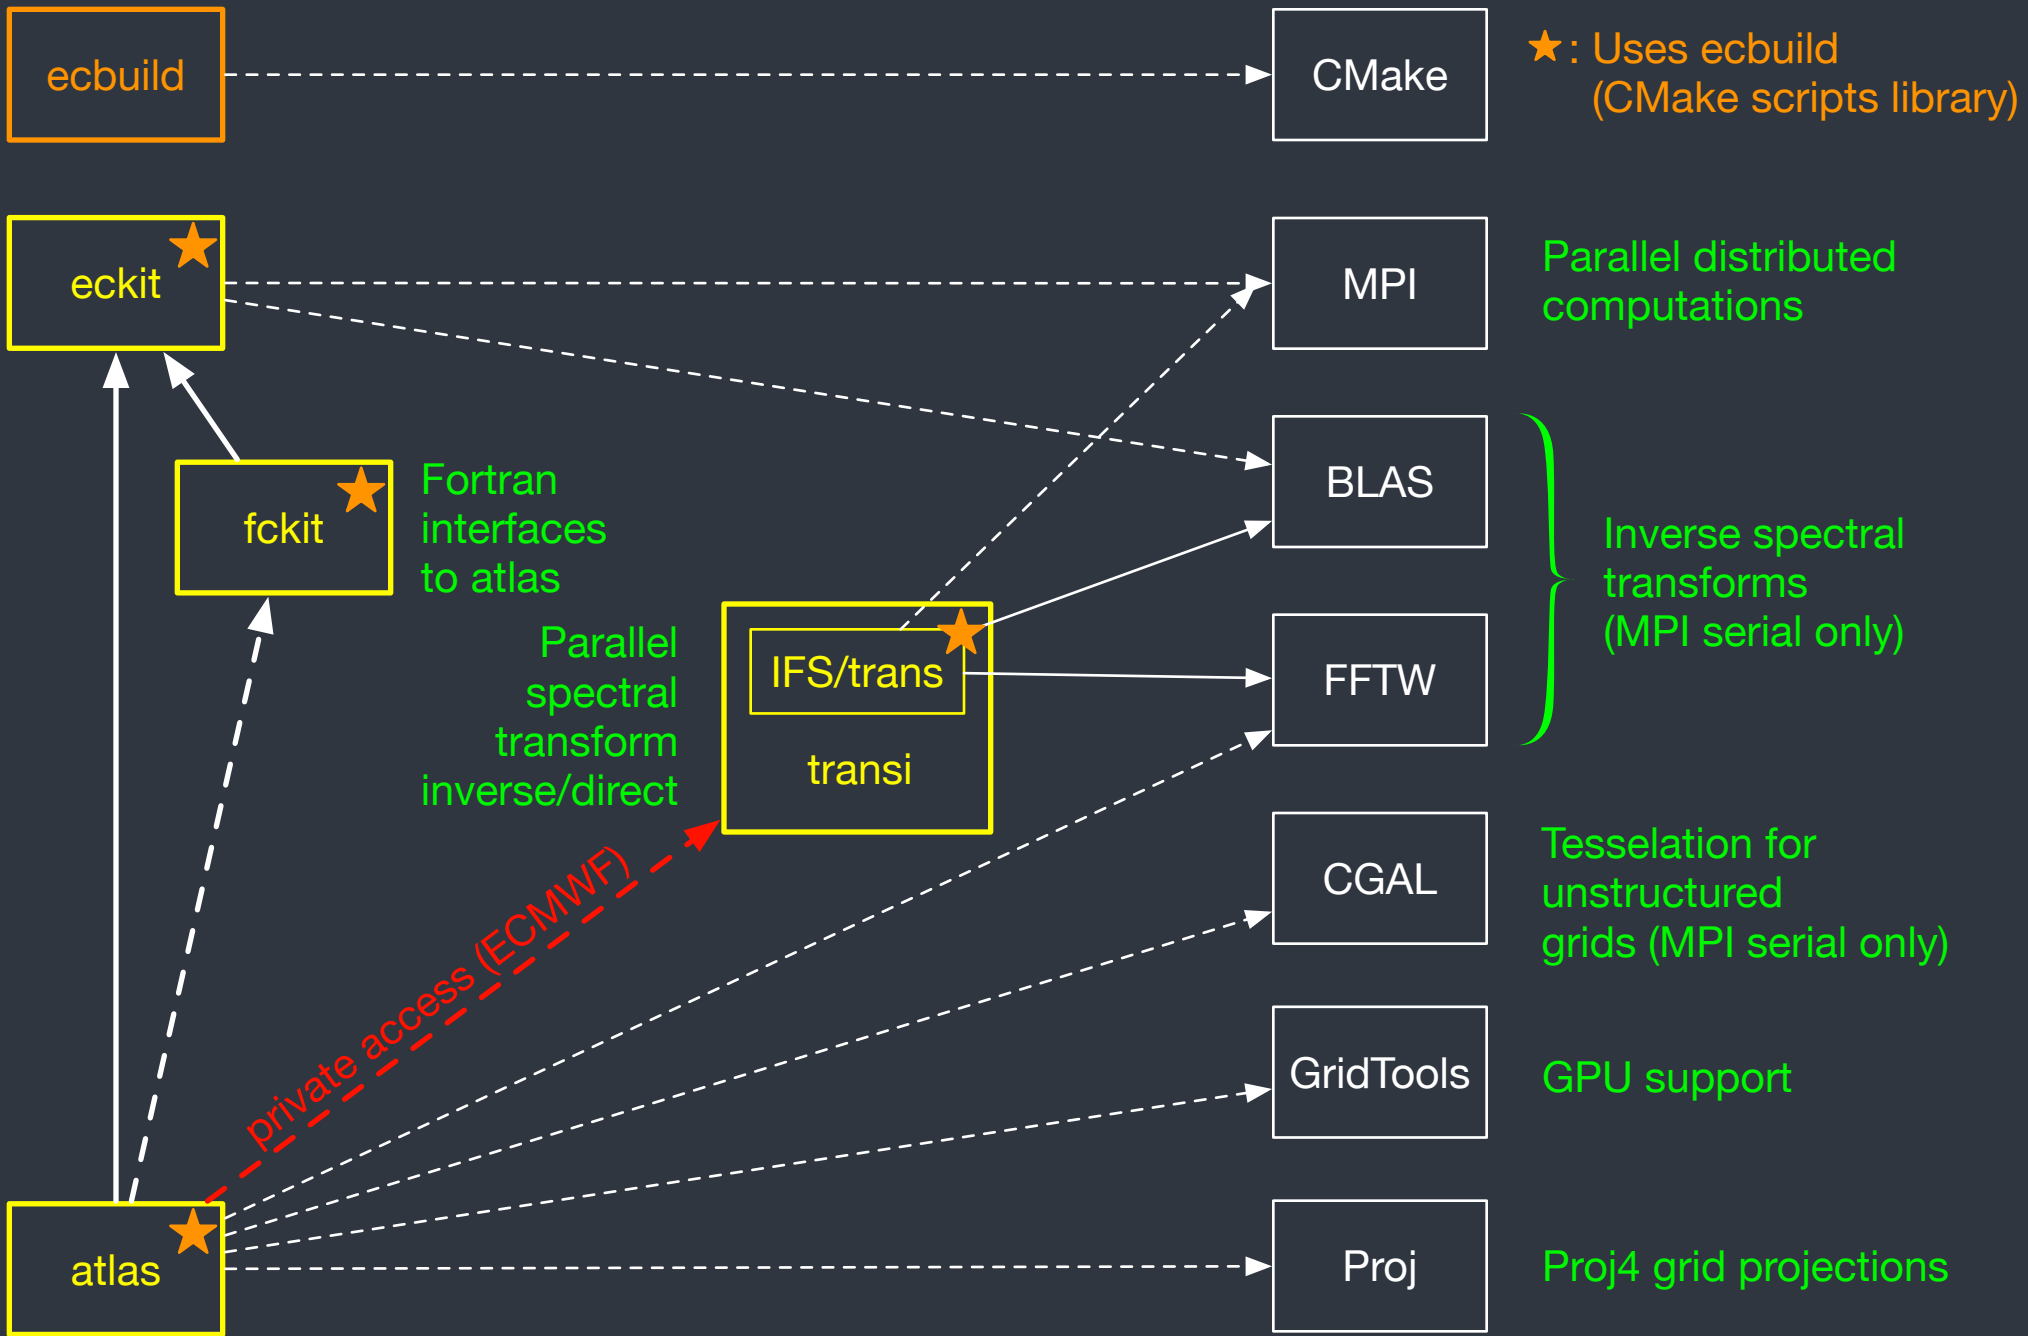 ecbuild
CMake
★: Uses ecbuild
(CMake scripts library)
eckit
MPI
Parallel distributed
computations
BLAS
fckit
Fortran
interfaces
to atlas
Inverse spectral
transforms
(MPI serial only)
Parallel
spectral
transform
inverse/direct
IFS/trans
transi
FFTW
private access (ECMWF)
CGAL
Tesselation for
unstructured
grids (MPI serial only)
GridTools
GPU support
atlas
Proj
Proj4 grid projections